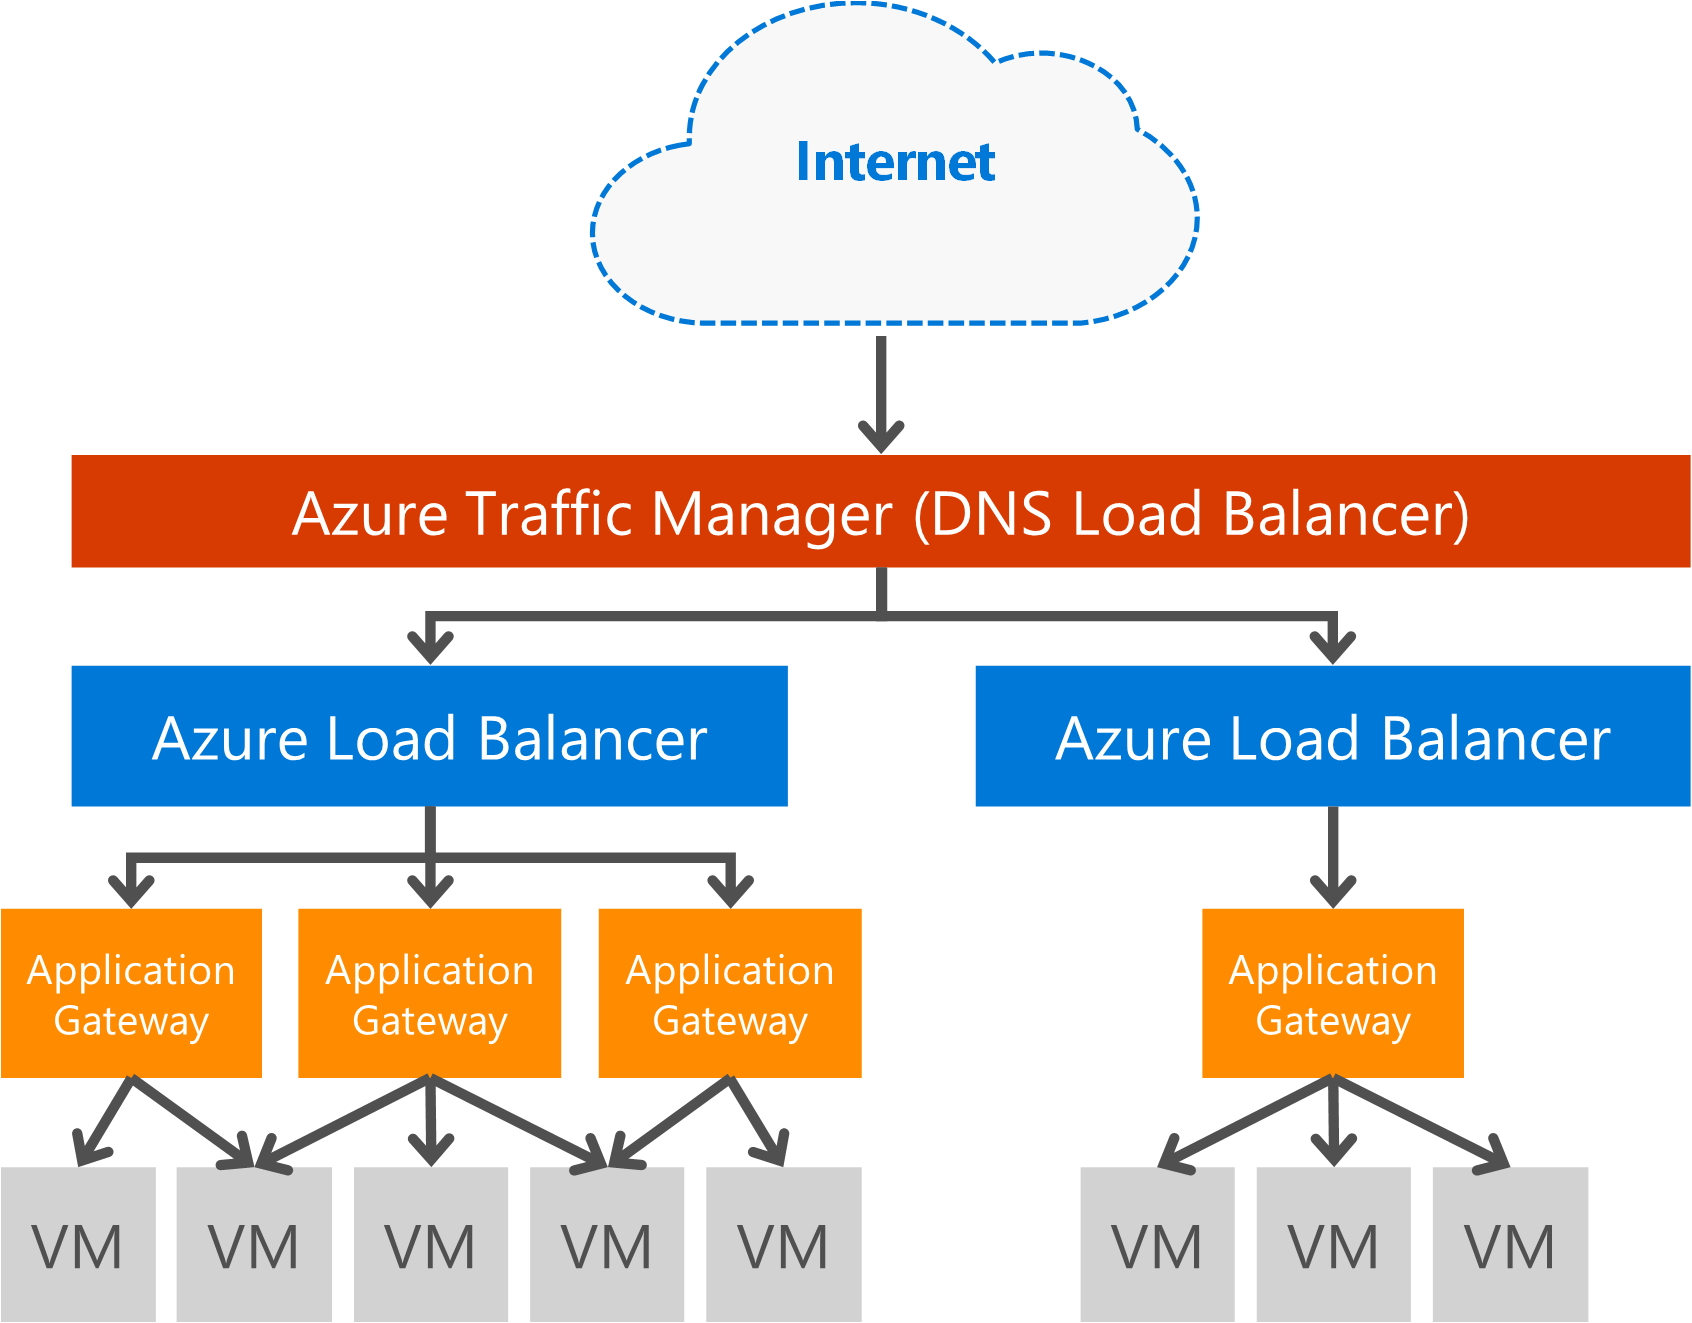 Internet
Azure Traffic Manager (DNS Load Balancer)
Azure Load Balancer
Azure Load Balancer
Application
Gateway
Application
Gateway
Application
Gateway
Application
Gateway
VM
VM
VM
VM
VM
VM
VM
VM